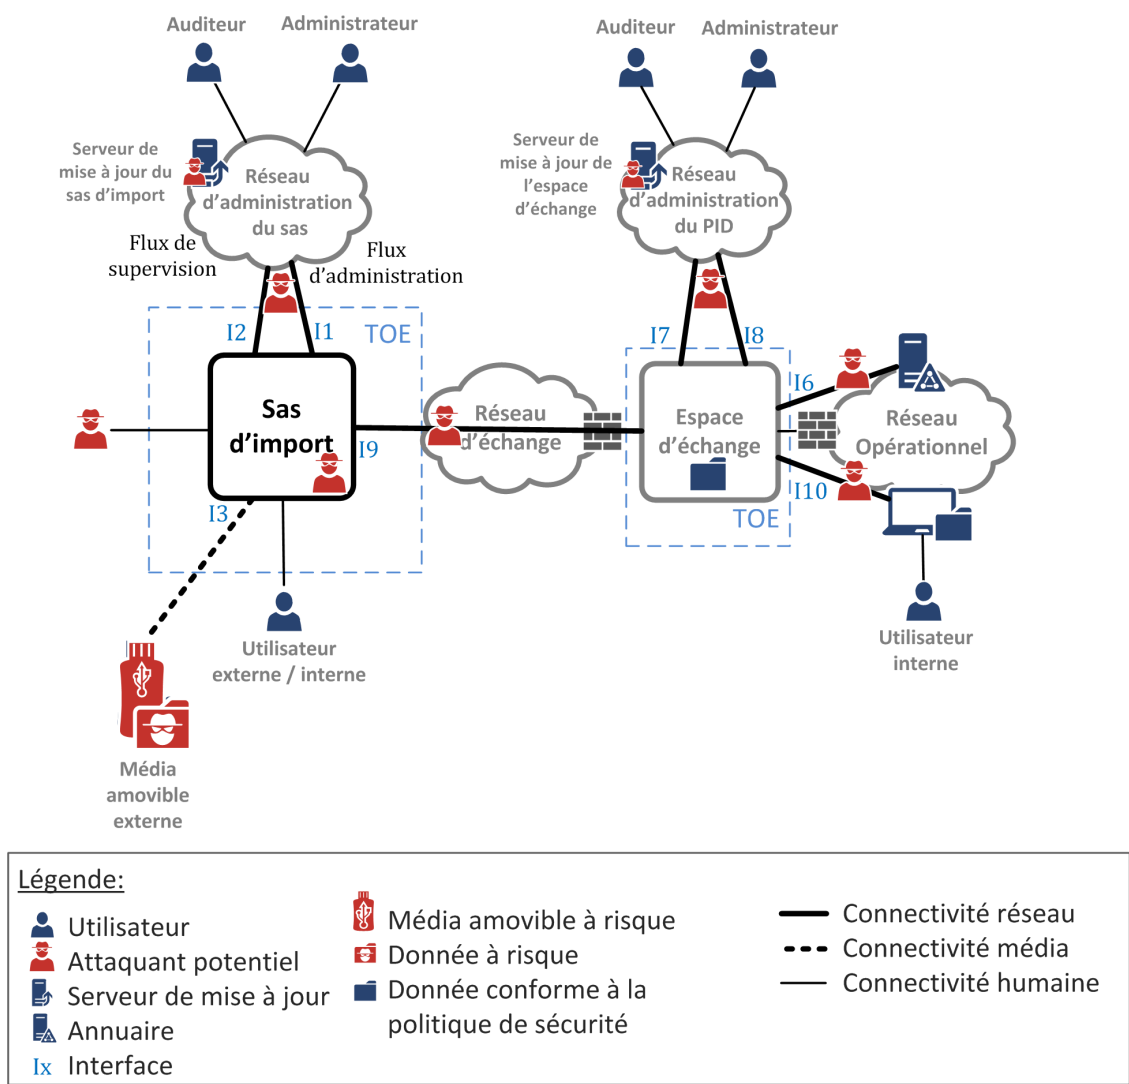 Auditeur
Administrateur
Auditeur
Administrateur
Serveur de
mise à jour du
sas d'import
Réseau
d'administration
du sas
Serveur de
mise à jour de
l'espace
d'échange
Réseau
d'administration
du PID
Flux de
supervision
Flux
d'administration
I2
I1
TOE
I7
I8
Sas
d'import
I9
I3
Réseau
d'échange
Espace
d'échange
I6
I10
TOE
Réseau
Opérationnel
Utilisateur
externe / interne
Utilisateur
interne
Média
amovible
externe
Légende:
Utilisateur
Attaquant potentiel
Serveur de mise à jour
Annuaire
Ix Interface
Média amovible à risque
Donnée à risque
Donnée conforme à la
politique de sécurité
Connectivité réseau
Connectivité média
Connectivité humaine